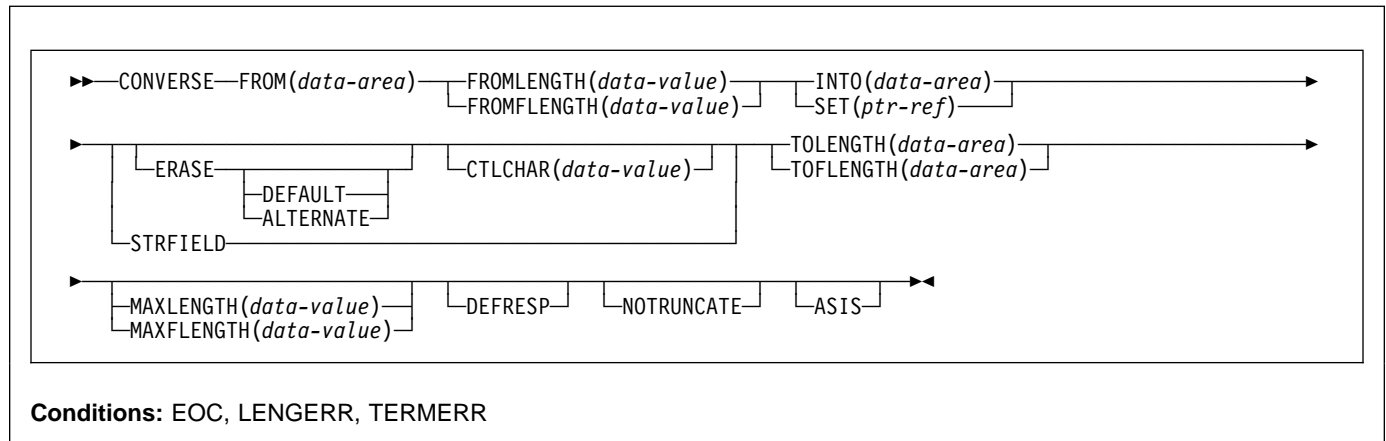 CONVERSE FROM(data-area) FROMLENGTH(data-value) INTO(data-area)
FROMFLENGTH(data-value) SET(ptr-ref)
ERASE CTLCHAR(data-value) TOLENGTH(data-area)
DEFAULT TOFLENGTH(data-area)
ALTERNATE
STRFIELD
MAXLENGTH(data-value) DEFRESP NOTRUNCATE ASIS
MAXFLENGTH(data-value)
Conditions: EOC, LENGERR, TERMERR